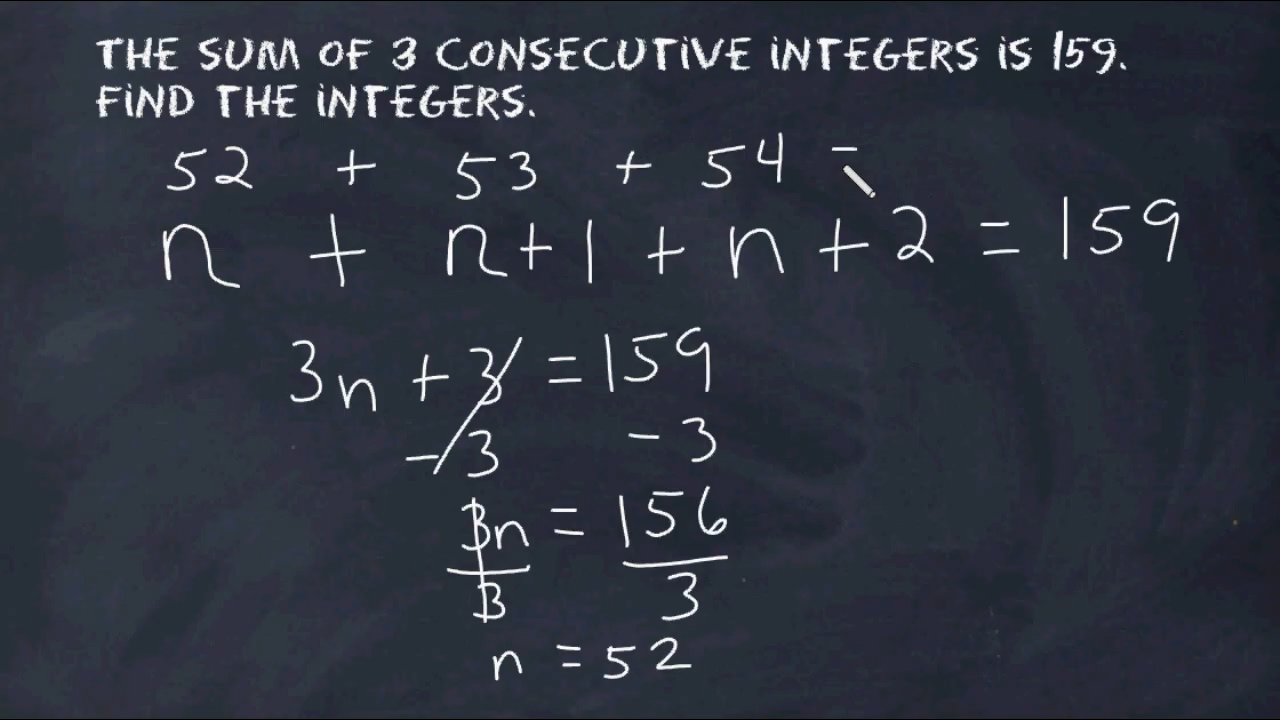 THE SUM OF 3 CONSECUTIVE INTEGERS IS 159.
FIND THE INTEGERS.
52 + 53 + 54 =
n + n+1 + n+2 = 159
3n + 3 = 159
-3 -3
3n = 156
3 3
n = 52